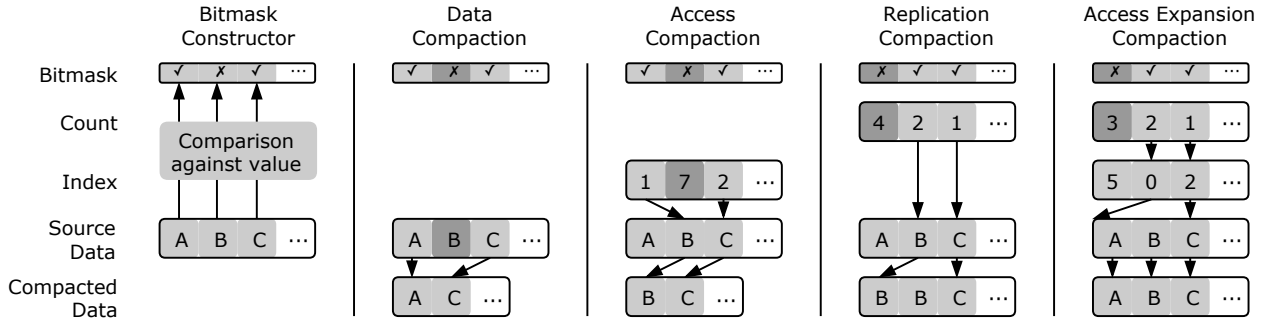 Bitmask Constructor
Data Compaction
Access Compaction
Replication Compaction
Access Expansion Compaction
Bitmask
✓ ✗ ✓ ...
✓ ✗ ✓ ...
✓ ✗ ✓ ...
✗ ✓ ✓ ...
✗ ✓ ✓ ...
Count
4 2 1 ...
3 2 1 ...
Comparison
against value
Index
1 7 2 ...
5 0 2 ...
Source
Data
A B C ...
A B C ...
A B C ...
A B C ...
A B C ...
Compacted
Data
A C ...
B C ...
B B C ...
A B C ...